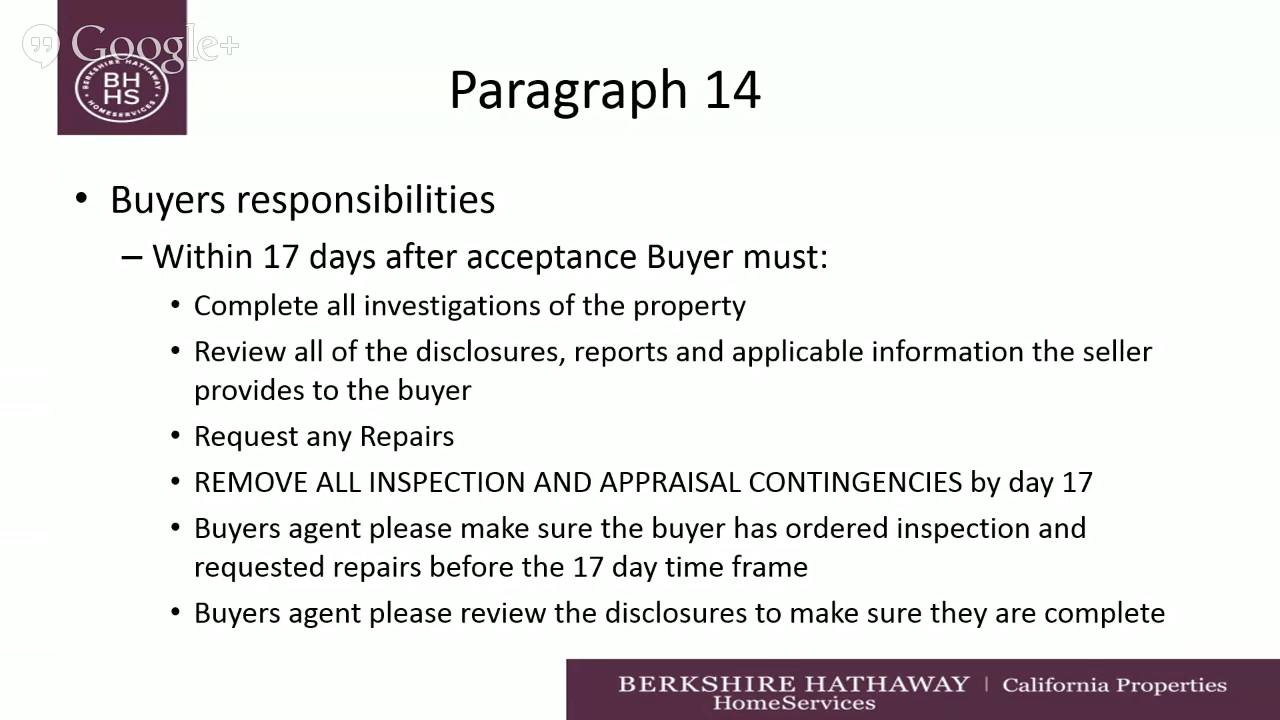 Google+
BERKSHIRE HATHAWAY
BH
HS
HOMESERVICES
Paragraph 14
• Buyers responsibilities
– Within 17 days after acceptance Buyer must:
• Complete all investigations of the property
• Review all of the disclosures, reports and applicable information the seller
provides to the buyer
• Request any Repairs
• REMOVE ALL INSPECTION AND APPRAISAL CONTINGENCIES by day 17
• Buyers agent please make sure the buyer has ordered inspection and
requested repairs before the 17 day time frame
• Buyers agent please review the disclosures to make sure they are complete
BERKSHIRE HATHAWAY | California Properties
HomeServices